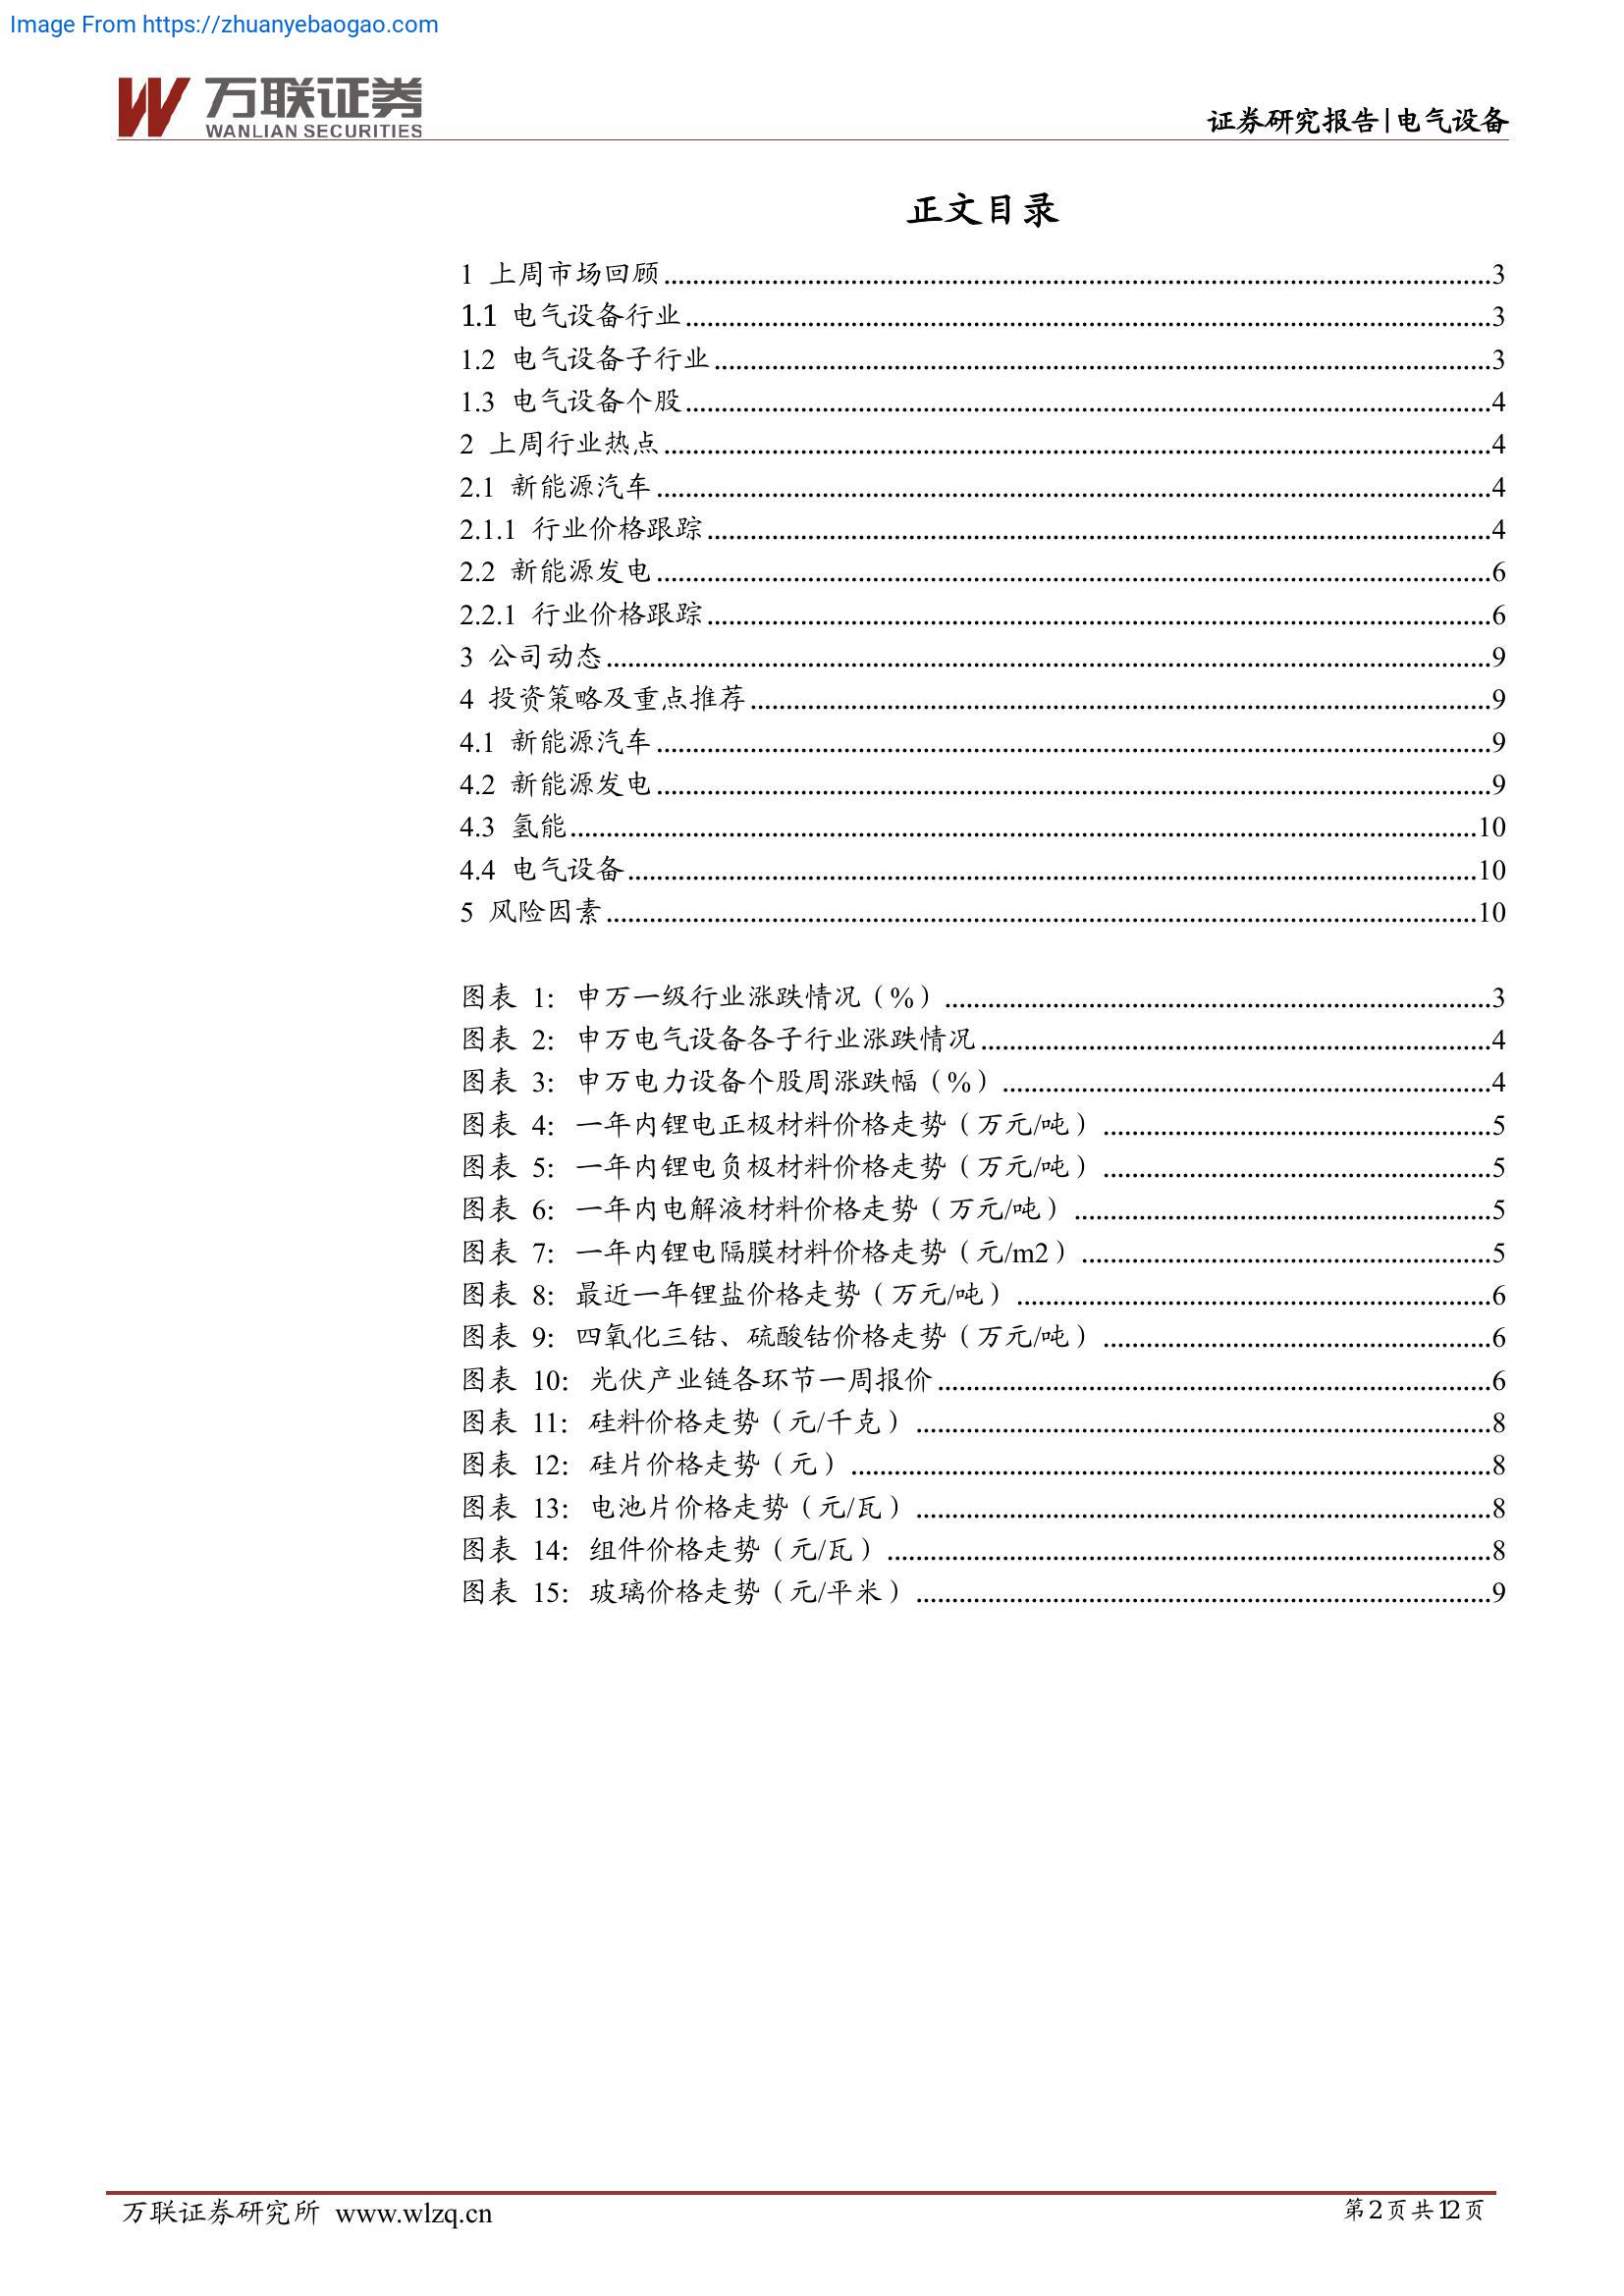 Image From https://zhuanyebaogao.com
万联证券
WANLIAN SECURITIES
证券研究报告|电气设备
正文目录
1 上周市场回顾...3
1.1 电气设备行业...3
1.2 电气设备子行业...3
1.3 电气设备个股...4
2 上周行业热点...4
2.1 新能源汽车...4
2.1.1 行业价格跟踪...4
2.2 新能源发电...6
2.2.1 行业价格跟踪...6
3 公司动态...9
4 投资策略及重点推荐...9
4.1 新能源汽车...9
4.2 新能源发电...9
4.3 氢能...10
4.4 电气设备...10
5 风险因素...10
图表 1: 申万一级行业涨跌情况（%）...3
图表 2: 申万电气设备各子行业涨跌情况...4
图表 3: 申万电力设备个股周涨跌幅（%）...4
图表 4: 一年内锂电正极材料价格走势（万元/吨）...5
图表 5: 一年内锂电负极材料价格走势（万元/吨）...5
图表 6: 一年内电解液材料价格走势（万元/吨）...5
图表 7: 一年内锂电隔膜材料价格走势（元/m2）...5
图表 8: 最近一年锂盐价格走势（万元/吨）...6
图表 9: 四氧化三钴、硫酸钴价格走势（万元/吨）...6
图表 10: 光伏产业链各环节一周报价...6
图表 11: 硅料价格走势（元/千克）...8
图表 12: 硅片价格走势（元）...8
图表 13: 电池片价格走势（元/瓦）...8
图表 14: 组件价格走势（元/瓦）...8
图表 15: 玻璃价格走势（元/平米）...9
万联证券研究所 www.wlzq.cn
第2页共12页